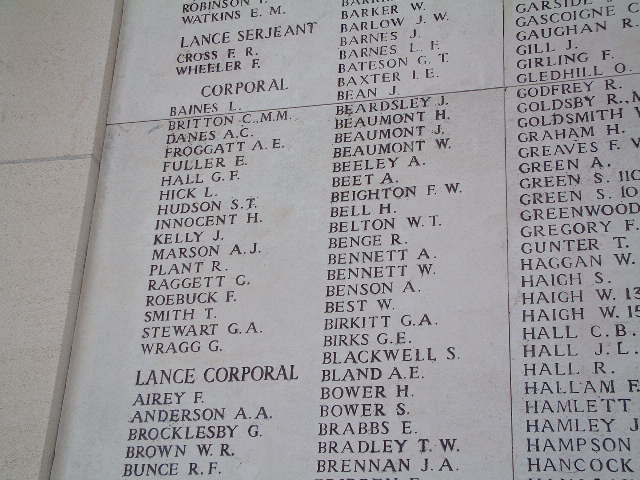 ROBINSON
WATKINS E. M.
LANCE SERJEANT
CROSS F. R.
WHEELER F.
CORPORAL
BAINES L.
BRITTON C., M.M.
DANES A.C.
FROGGATT A. E.
FULLER E.
HALL G. F.
HICK L.
HUDSON S.T.
INNOCENT H.
KELLY J.
MARSON A. J.
PLANT R.
RAGGETT G.
ROEBUCK F.
SMITH T.
STEWART G. A.
WRAGG G.
LANCE CORPORAL
AIREY F.
ANDERSON A. A.
BROCKLESBY G.
BROWN W. R.
BUNCE R. F.
BARKER W.
BARLOW J. W.
BARNES J.
BARNES L. F.
BATESON G. T.
BAXTER I. E.
BEAN J.
BEARDSLEY J.
BEAUMONT H.
BEAUMONT J.
BEAUMONT W.
BEELEY A.
BEET A.
BEIGHTON F. W.
BELL H.
BELTON W. T.
BENGE R.
BENNETT A.
BENNETT W.
BENSON A.
BEST W.
BIRKITT G. A.
BIRKS G. E.
BLACKWELL S.
BLAND A. E.
BOWER H.
BOWER S.
BRABBS E.
BRADLEY T. W.
BRENNAN J. A.
GARSIDE
GASCOIGNE C
GAUGHAN R.
GILL J.
GIRLING F.
GLEDHILL O.
GODFREY R.
GOLDSBY R., M
GOLDSMITH
GRAHAM H.
GREAVES F.
GREEN A.
GREEN S. 110
GREEN S. 10
GREENWOOD
GREGORY F.
GUNTER T.
HAGGAN W.
HAIGH S.
HAIGH W. 13
HAIGH W. 15
HALL C. B.
HALL J. L.
HALL R.
HALLAM F.
HAMLETT
HAMLEY J
HAMPSON
HANCOCK